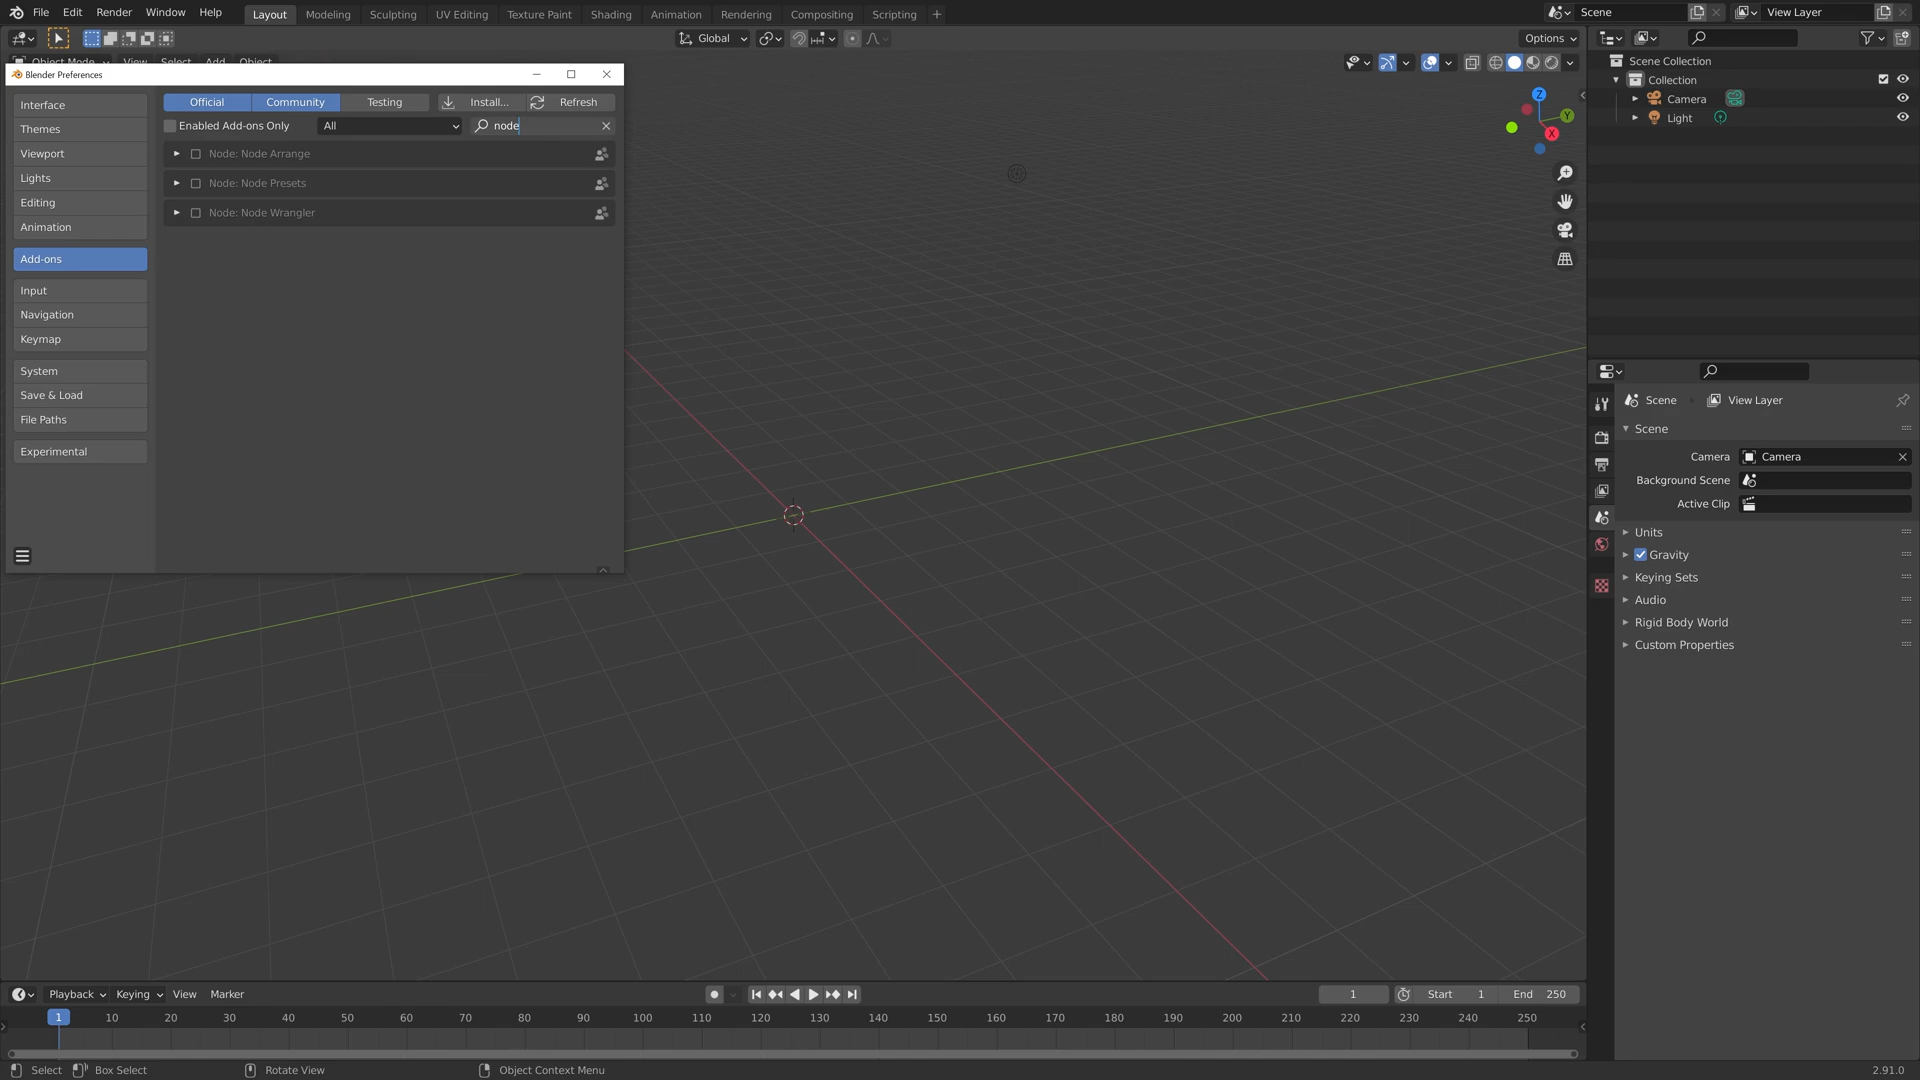 File Edit Render Window Help Layout Modeling Sculpting UV Editing Texture Paint Shading Animation Rendering Compositing Scripting + Scene View Layer
Global Options
Object Mode View Select Add Object
Blender Preferences
Interface
Themes
Viewport
Lights
Editing
Animation
Add-ons
Input
Navigation
Keymap
System
Save & Load
File Paths
Experimental
Official Community Testing Install... Refresh
Enabled Add-ons Only All node
Node: Node Arrange
Node: Node Presets
Node: Node Wrangler
Z
Y
X
Scene Collection
Collection
Camera
Light
Scene View Layer
Scene
Camera Camera
Background Scene
Active Clip
Units
Gravity
Keying Sets
Audio
Rigid Body World
Custom Properties
Playback Keying View Marker 1 Start 1 End 250
1 10 20 30 40 50 60 70 80 90 100 110 120 130 140 150 160 170 180 190 200 210 220 230 240 250
Select Box Select Rotate View Object Context Menu 2.91.0